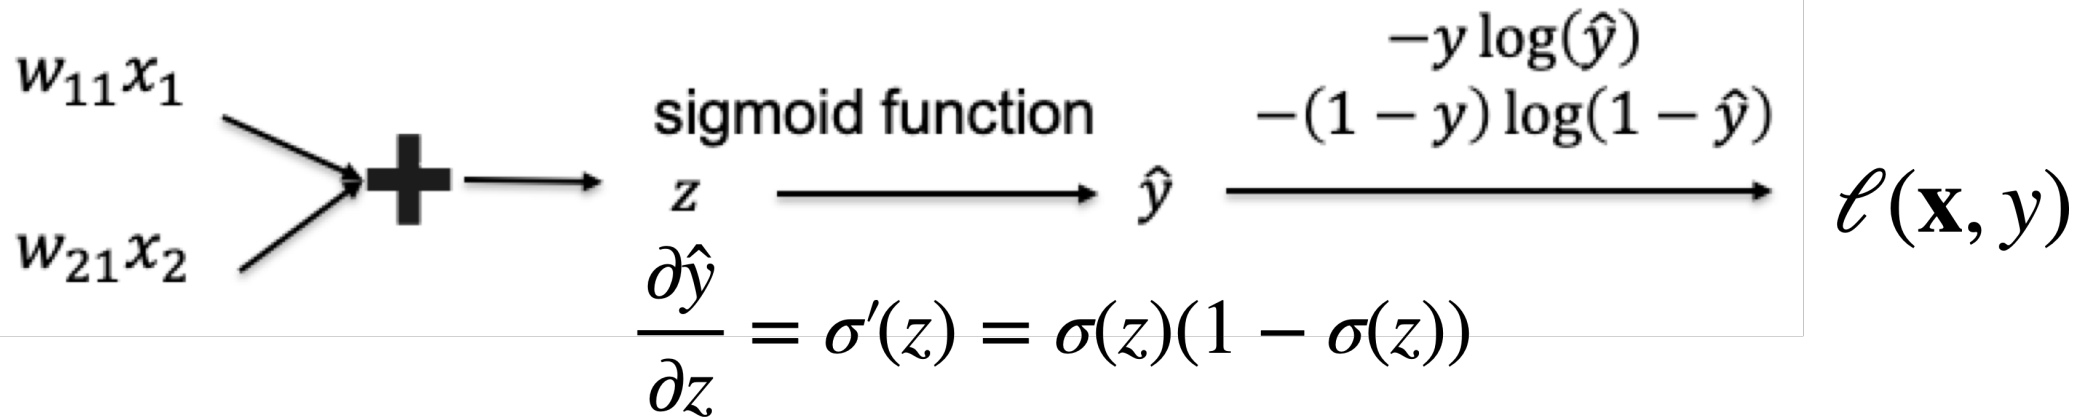 −y log(ŷ)
w₁₁x₁
sigmoid function
−(1 − y) log(1 − ŷ)
z
ŷ
ℓ(𝐱, y)
w₂₁x₂
∂ŷ/∂z = σ′(z) = σ(z)(1 − σ(z))